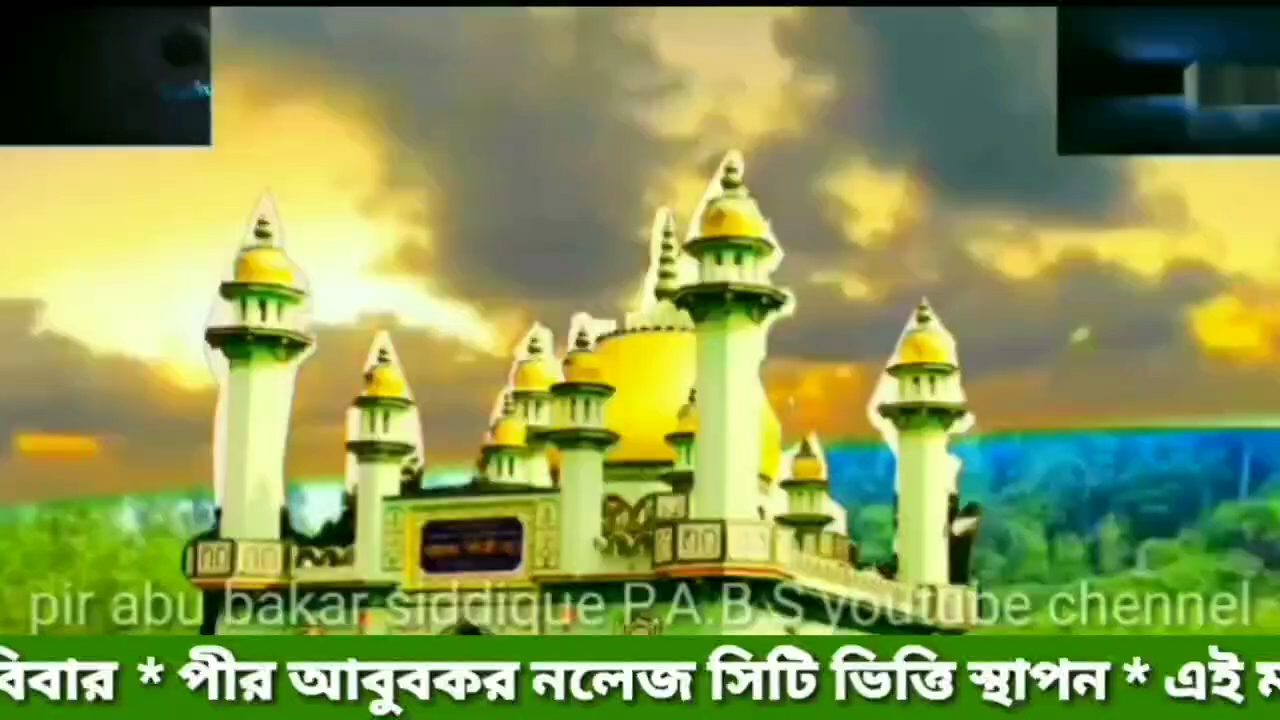 pir abu bakar siddique P.A.B.S youtube chennel
বিবার * পীর আবুবকর নলেজ সিটি ভিত্তি স্থাপন * এই ম